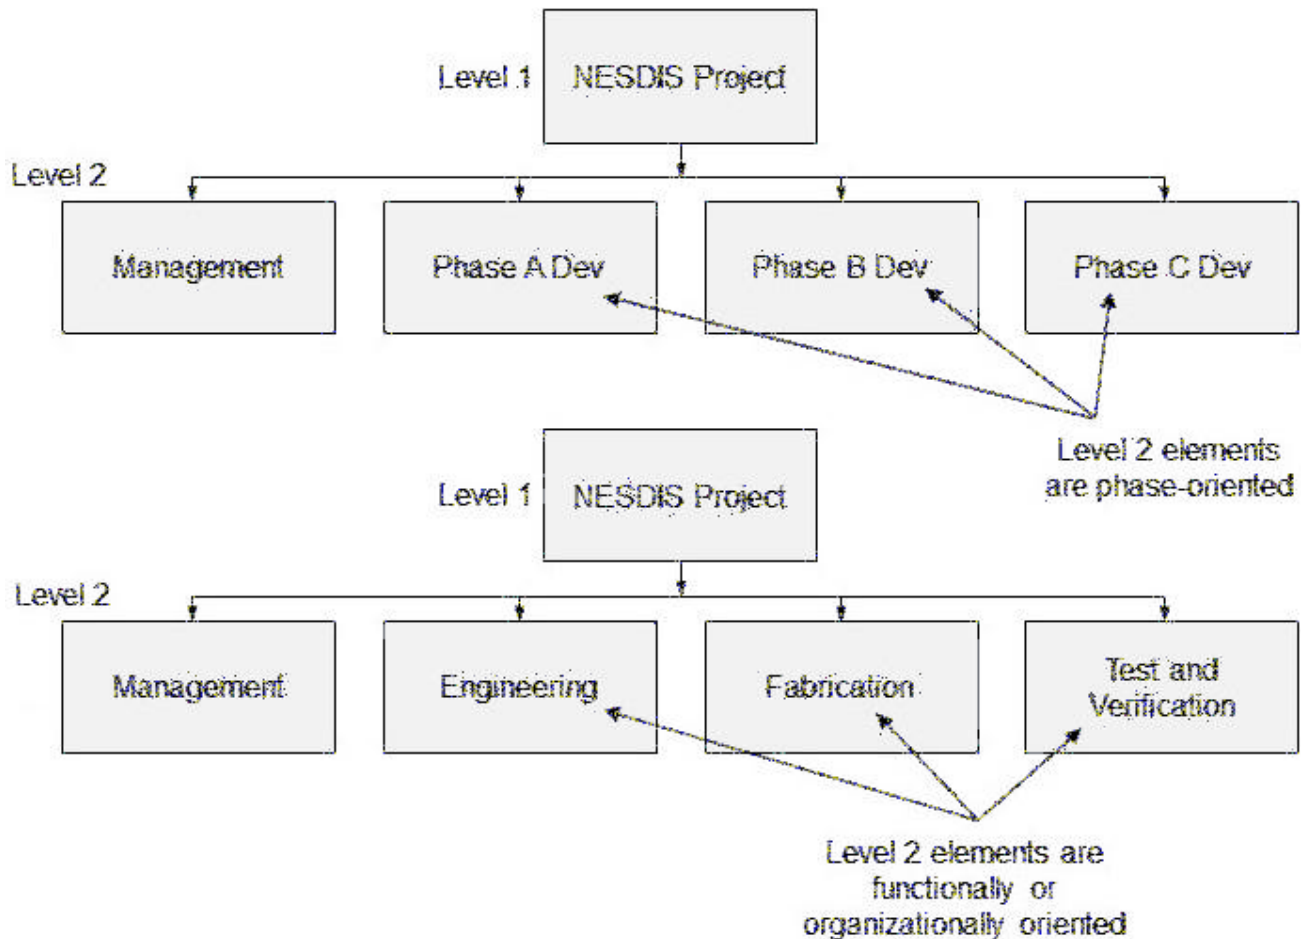 Level 1
NESDIS Project
Level 2
Management
Phase A Dev
Phase B Dev
Phase C Dev
Level 2 elements
are phase-oriented
Level 1
NESDIS Project
Level 2
Management
Engineering
Fabrication
Test and
Verification
Level 2 elements are
functionally or
organizationally oriented